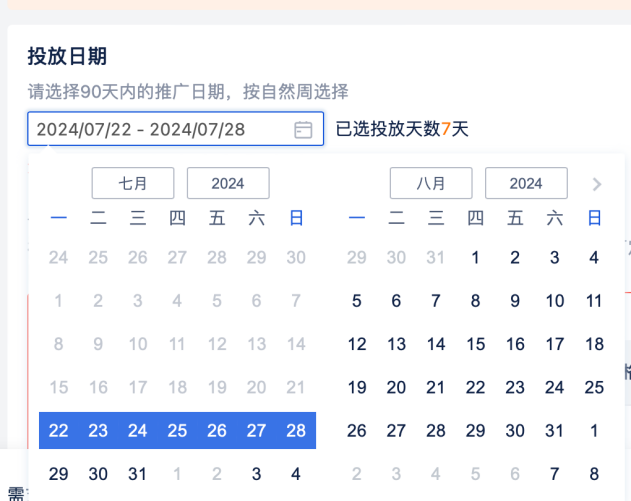 投放日期
请选择90天内的推广日期，按自然周选择
2024/07/22 - 2024/07/28 已选投放天数7天
七月 2024 八月 2024
一 二 三 四 五 六 日 一 二 三 四 五 六 日
24 25 26 27 28 29 30 29 30 31 1 2 3 4
1 2 3 4 5 6 7 5 6 7 8 9 10 11
8 9 10 11 12 13 14 12 13 14 15 16 17 18
15 16 17 18 19 20 21 19 20 21 22 23 24 25
22 23 24 25 26 27 28 26 27 28 29 30 31 1
29 30 31 1 2 3 4 2 3 4 5 6 7 8
需